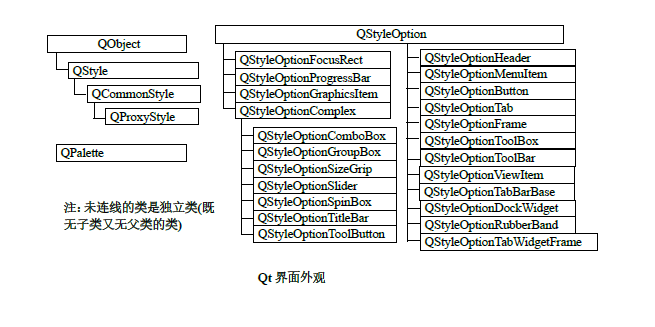 QObject
QStyle
QCommonStyle
QProxyStyle
QPalette
注：未连线的类是独立类(既
无子类又无父类的类)
QStyleOption
QStyleOptionFocusRect
QStyleOptionProgressBar
QStyleOptionGraphicsItem
QStyleOptionComplex
QStyleOptionComboBox
QStyleOptionGroupBox
QStyleOptionSizeGrip
QStyleOptionSlider
QStyleOptionSpinBox
QStyleOptionTitleBar
QStyleOptionToolButton
QStyleOptionHeader
QStyleOptionMenuItem
QStyleOptionButton
QStyleOptionTab
QStyleOptionFrame
QStyleOptionToolBox
QStyleOptionToolBar
QStyleOptionViewItem
QStyleOptionTabBarBase
QStyleOptionDockWidget
QStyleOptionRubberBand
QStyleOptionTabWidgetFrame
Qt 界面外观